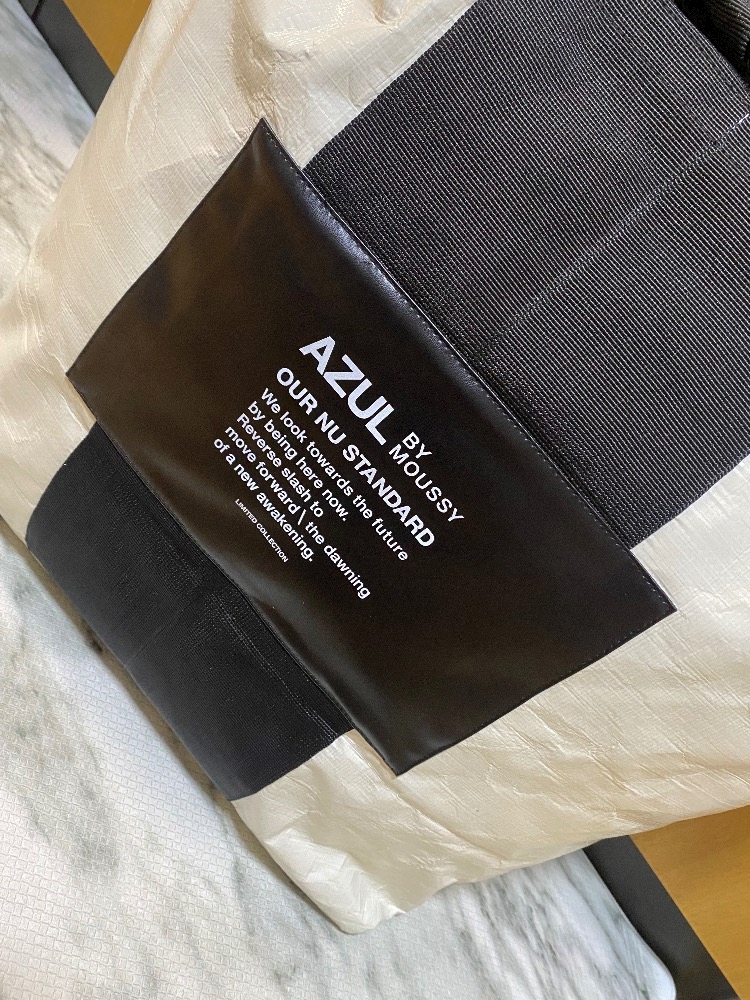 AZUL BY
MOUSSY
OUR NU STANDARD
We look towards the future
by being here now.
Reverse slash to
move forward\ the dawning
of a new awakening.
LIMITED COLLECTION